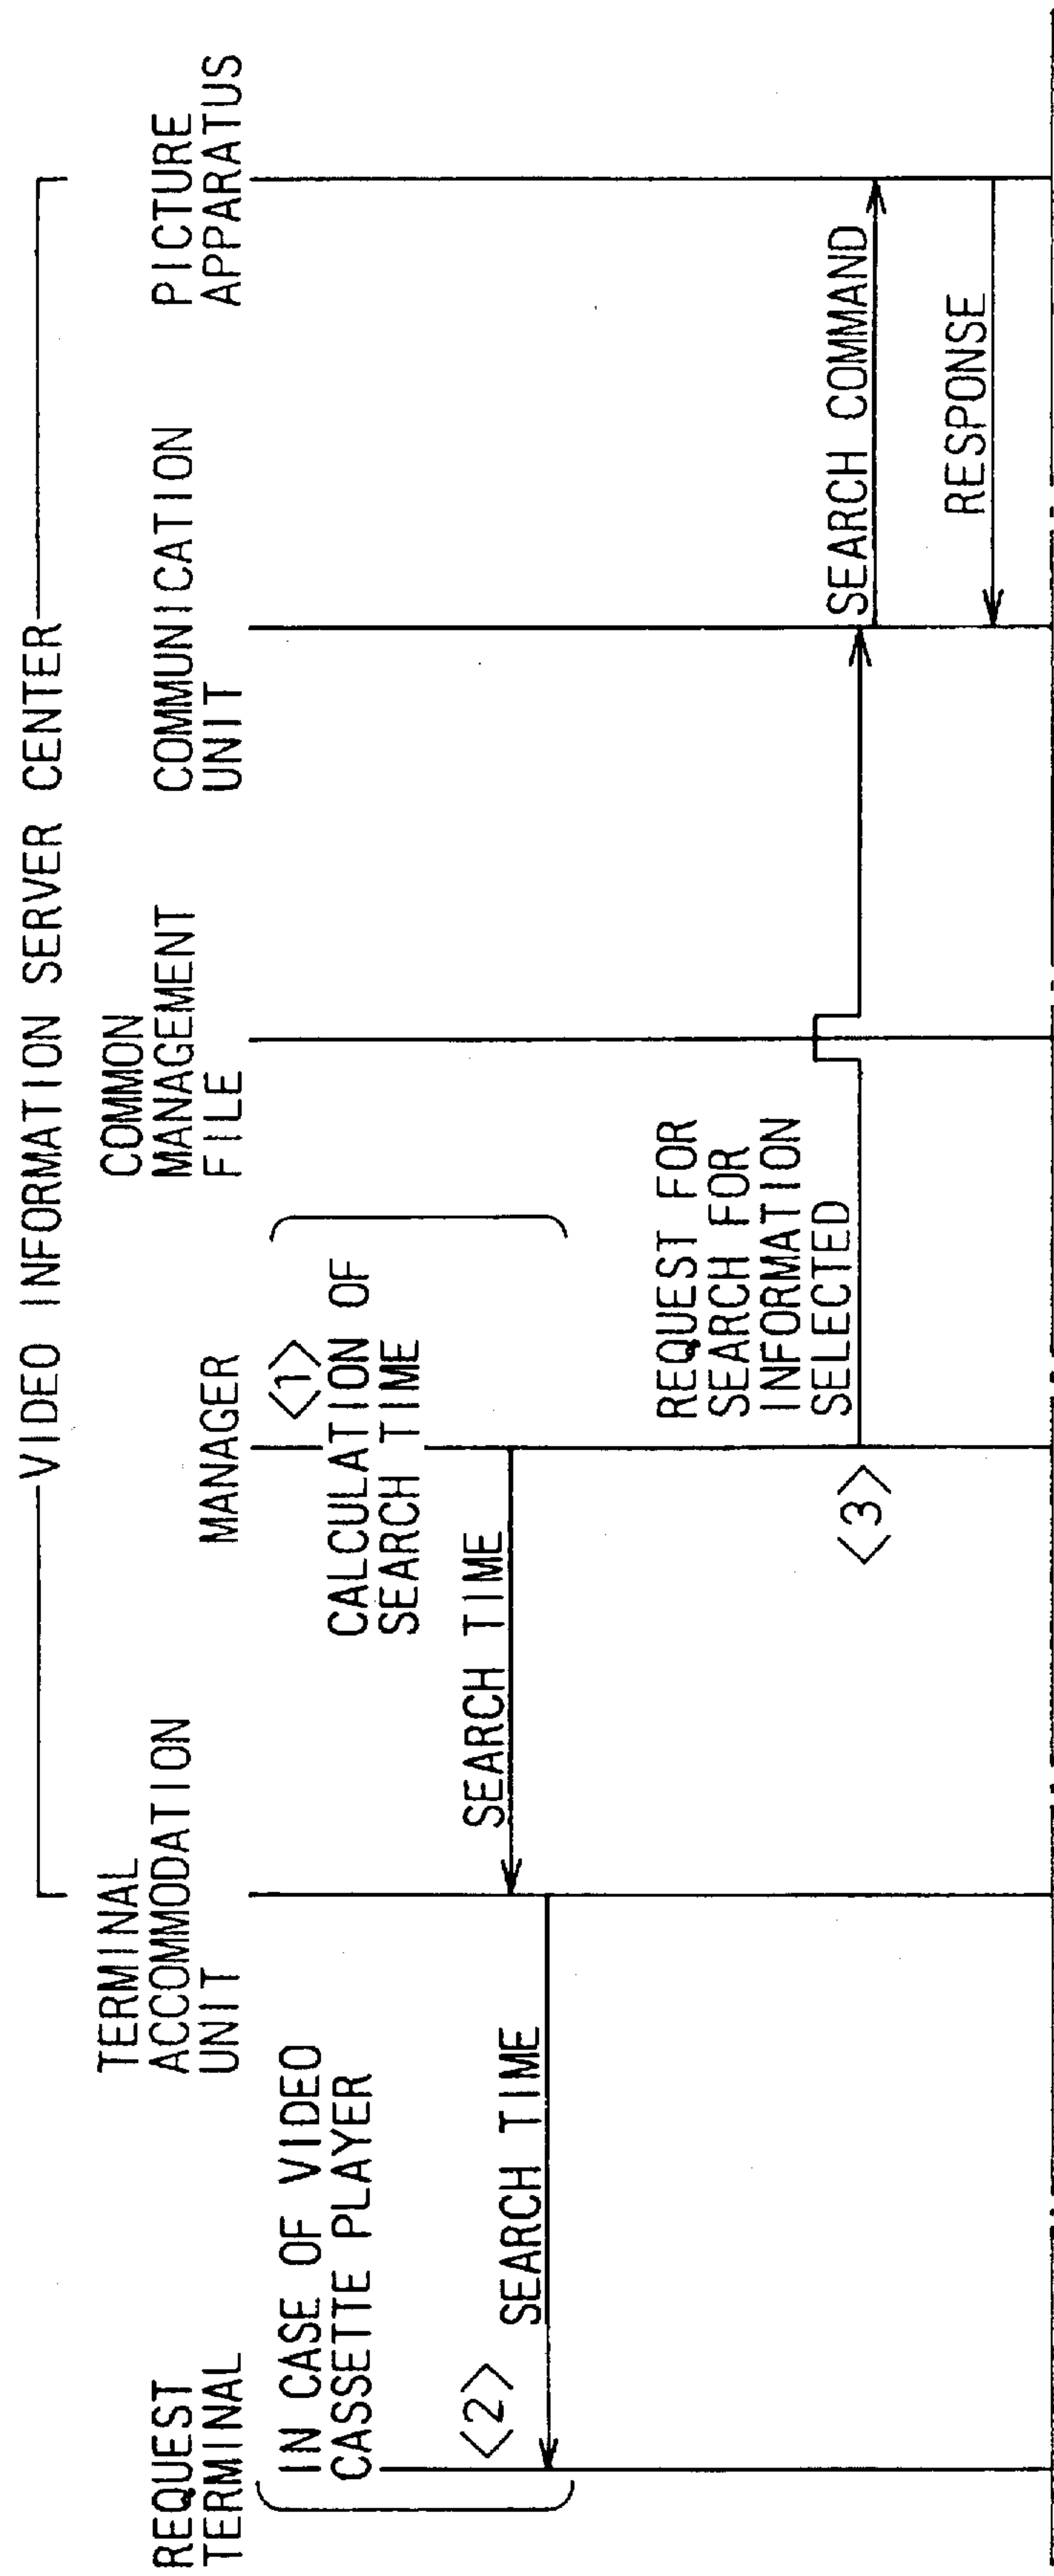 VIDEO INFORMATION SERVER CENTER
REQUEST
TERMINAL
TERMINAL
ACCOMMODATION
UNIT
MANAGER
COMMON
MANAGEMENT
FILE
COMMUNICATION
UNIT
PICTURE
APPARATUS
IN CASE OF VIDEO
CASSETTE PLAYER
<1>
CALCULATION OF
SEARCH TIME
SEARCH TIME
<2>
SEARCH TIME
REQUEST FOR
SEARCH FOR
INFORMATION
SELECTED
<3>
SEARCH COMMAND
RESPONSE